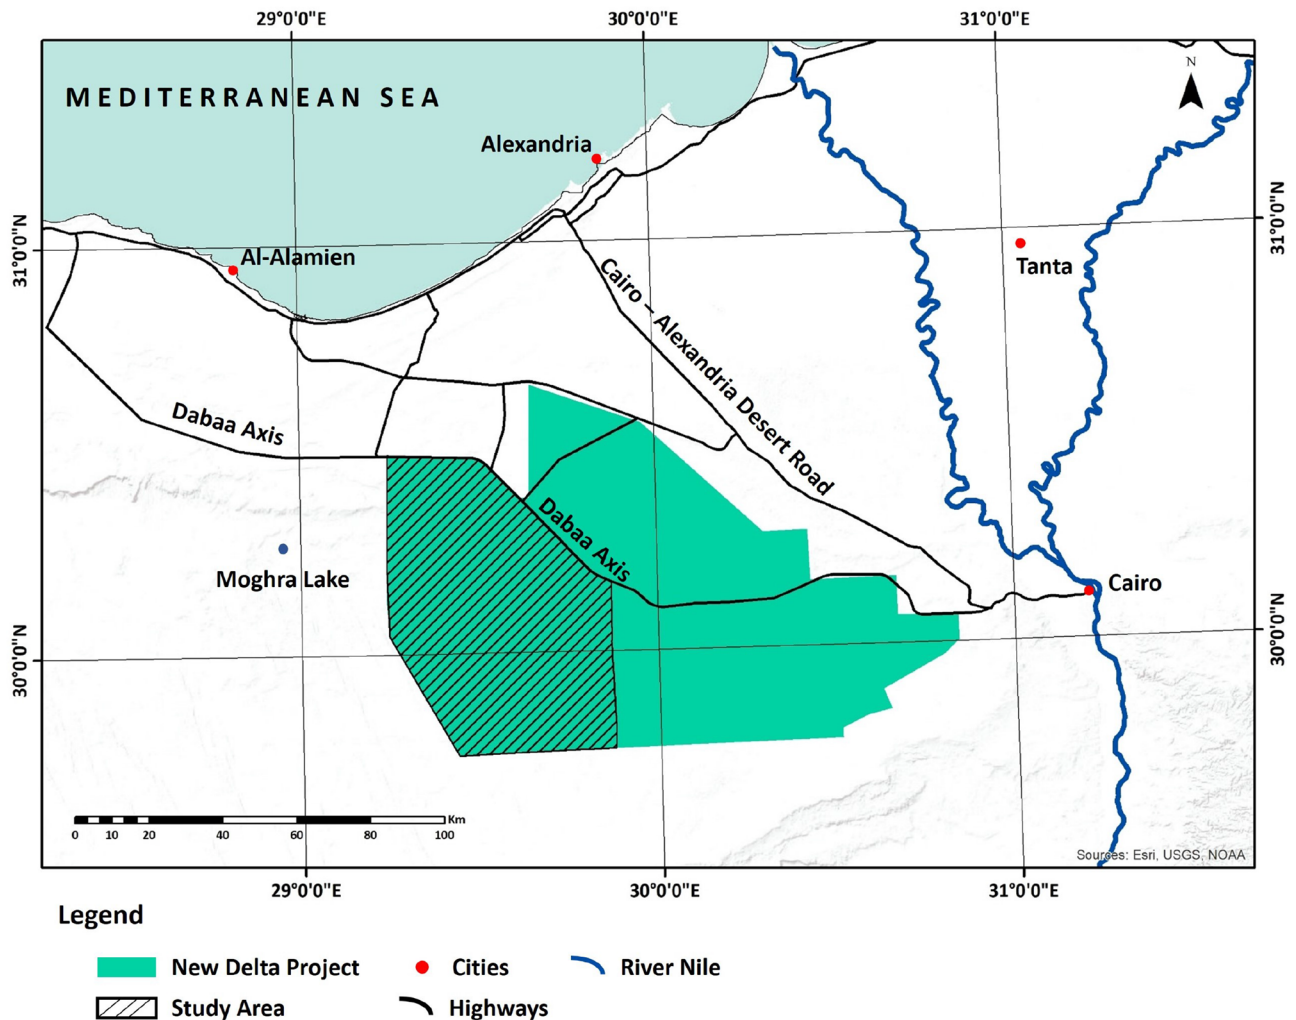 29°0'0"E 30°0'0"E 31°0'0"E
N
MEDITERRANEAN SEA
Alexandria
31°0'0"N
31°0'0"N
Al-Alamien
Tanta
Cairo – Alexandria Desert Road
Dabaa Axis
Dabaa Axis
Moghra Lake
Cairo
30°0'0"N
30°0'0"N
Km
0 10 20 40 60 80 100
Sources: Esri, USGS, NOAA
29°0'0"E 30°0'0"E 31°0'0"E
Legend
New Delta Project Cities River Nile
Study Area Highways